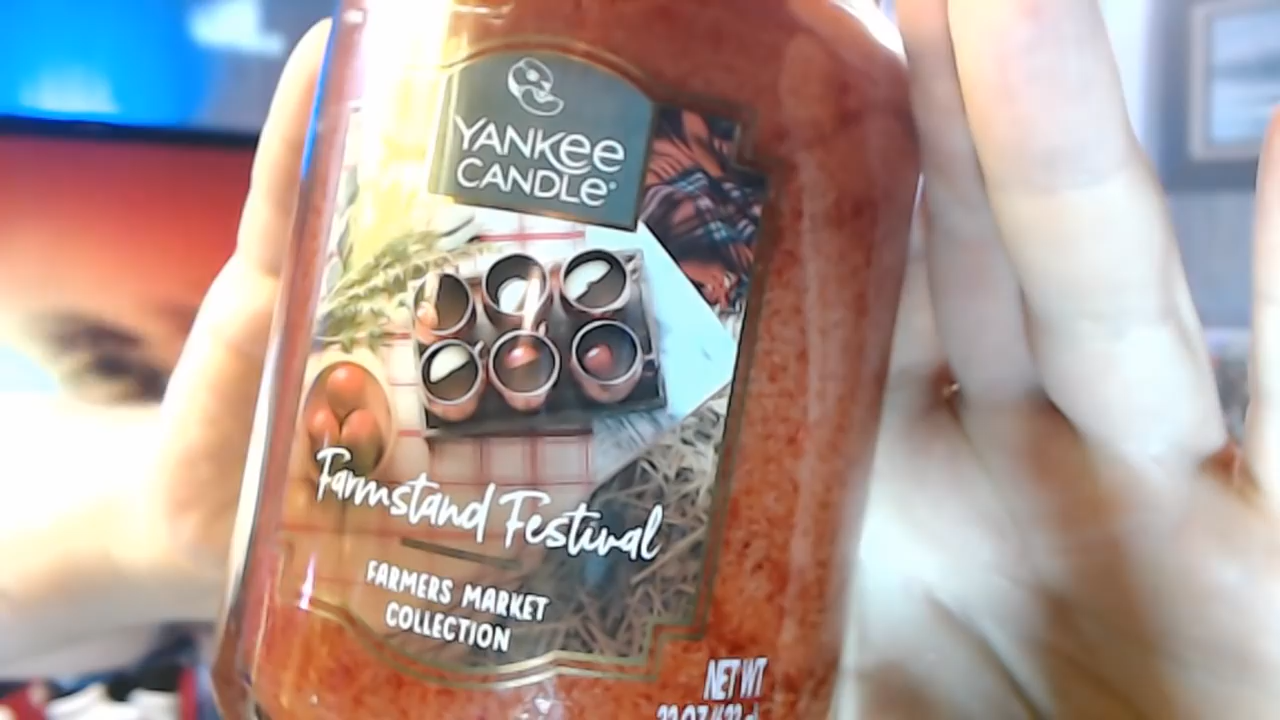 YANKEE
CANDLE®
Farmstand Festival
FARMERS MARKET
COLLECTION
NET WT